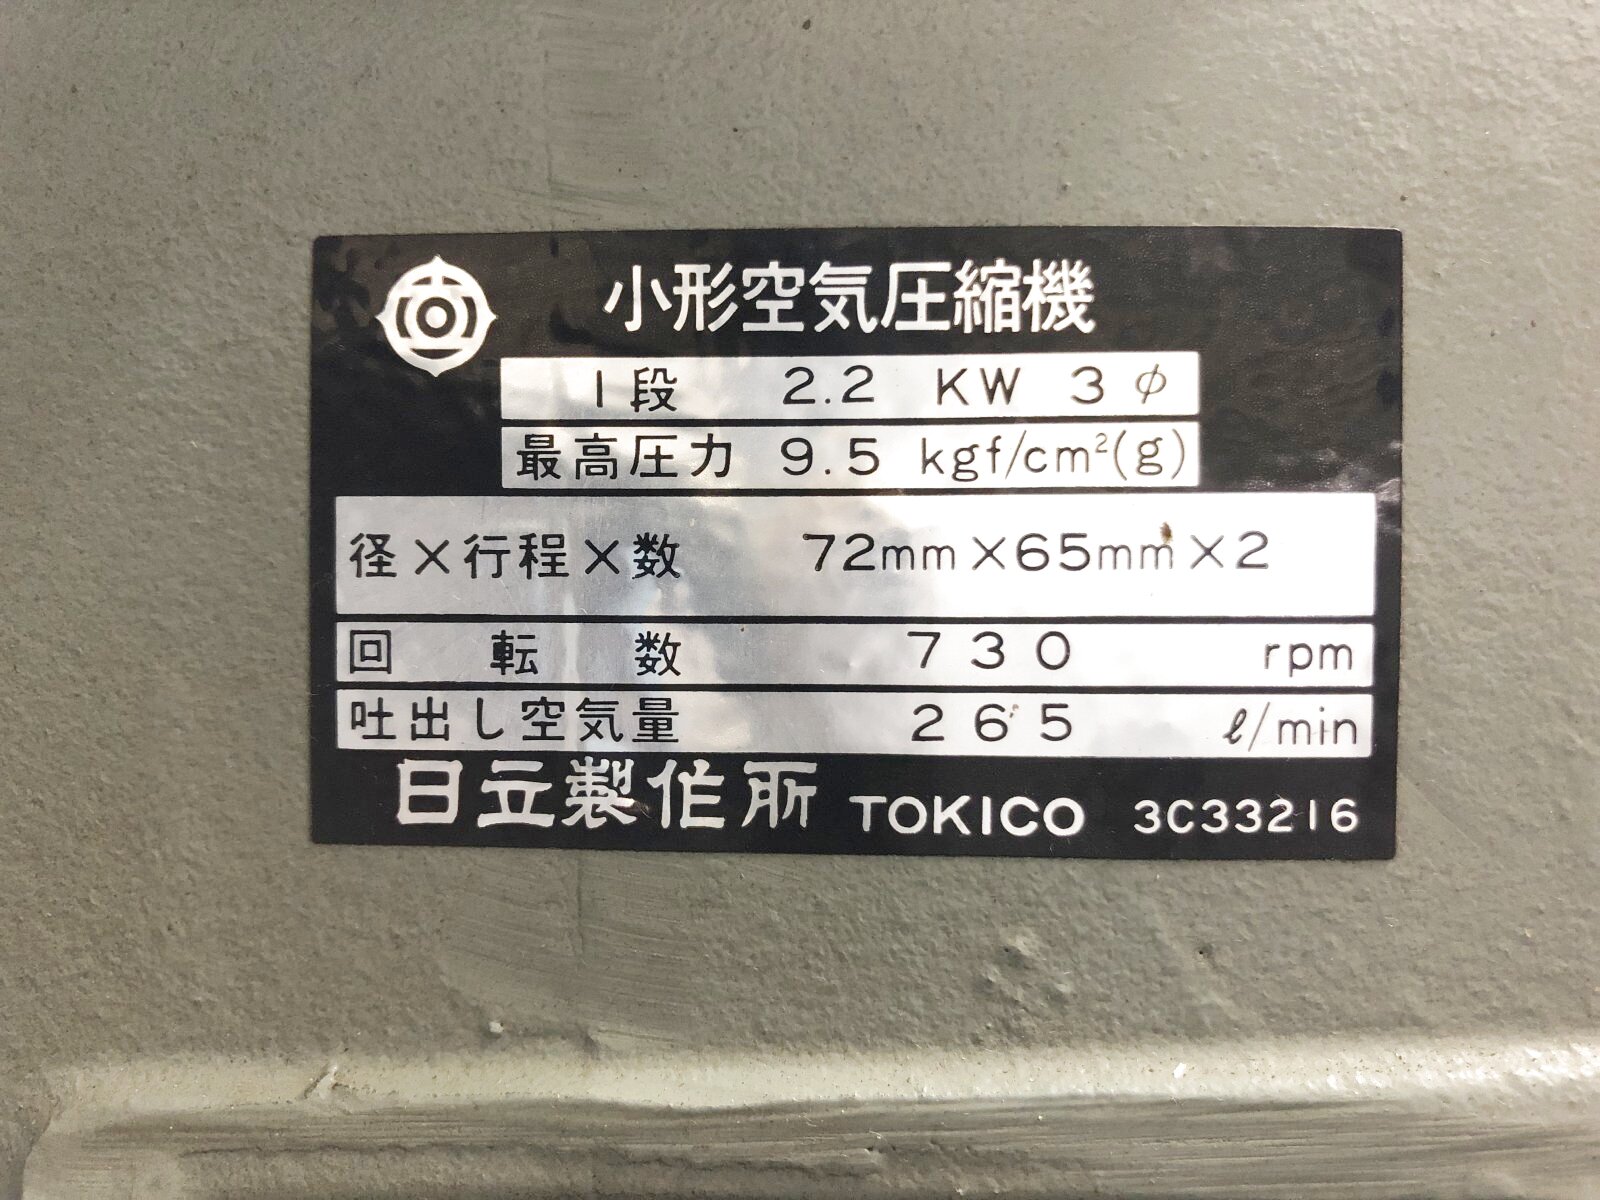 小形空気圧縮機
1段 2.2 KW 3φ
最高圧力 9.5 kgf/cm²(g)
径×行程×数 72mm×65mm×2
回転数 730 rpm
吐出し空気量 265 ℓ/min
日立製作所 TOKICO 3C33216